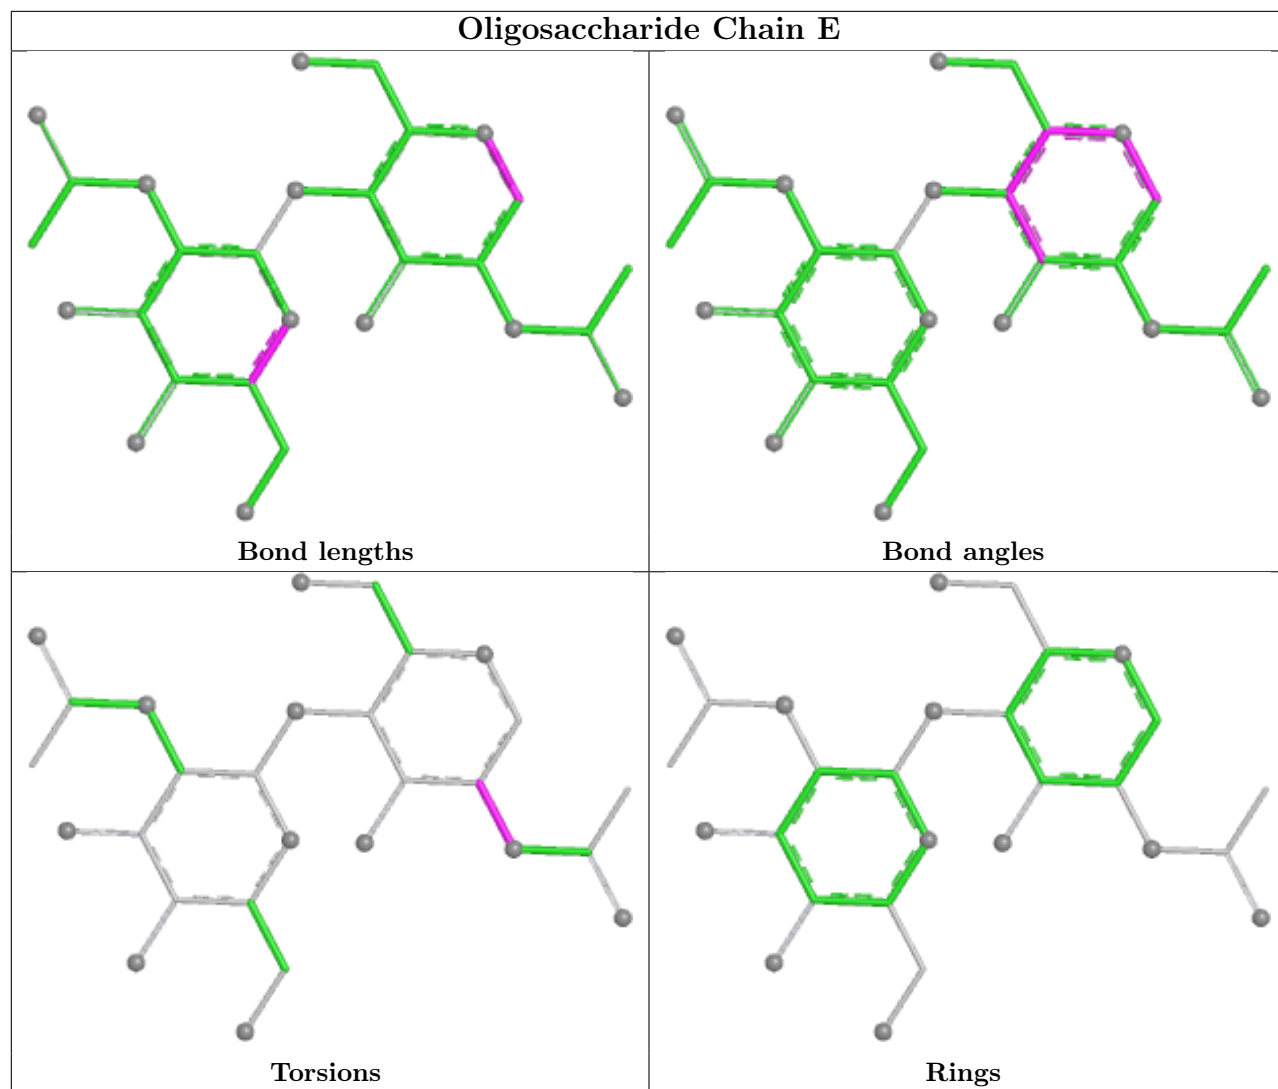 Oligosaccharide Chain E
Bond lengths
Bond angles
Torsions
Rings